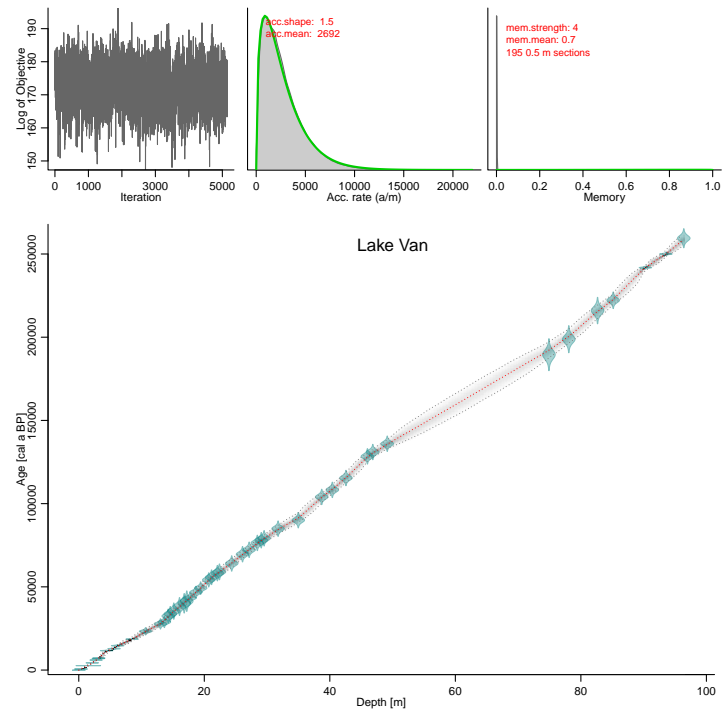 Log of Objective
150 160 170 180 190
0 1000 3000 5000
Iteration
acc.shape: 1.5
acc.mean: 2692
0 5000 10000 15000 20000
Acc. rate (a/m)
mem.strength: 4
mem.mean: 0.7
195 0.5 m sections
0.0 0.2 0.4 0.6 0.8 1.0
Memory
Lake Van
Age [cal a BP]
0 50000 100000 150000 200000 250000
0 20 40 60 80 100
Depth [m]